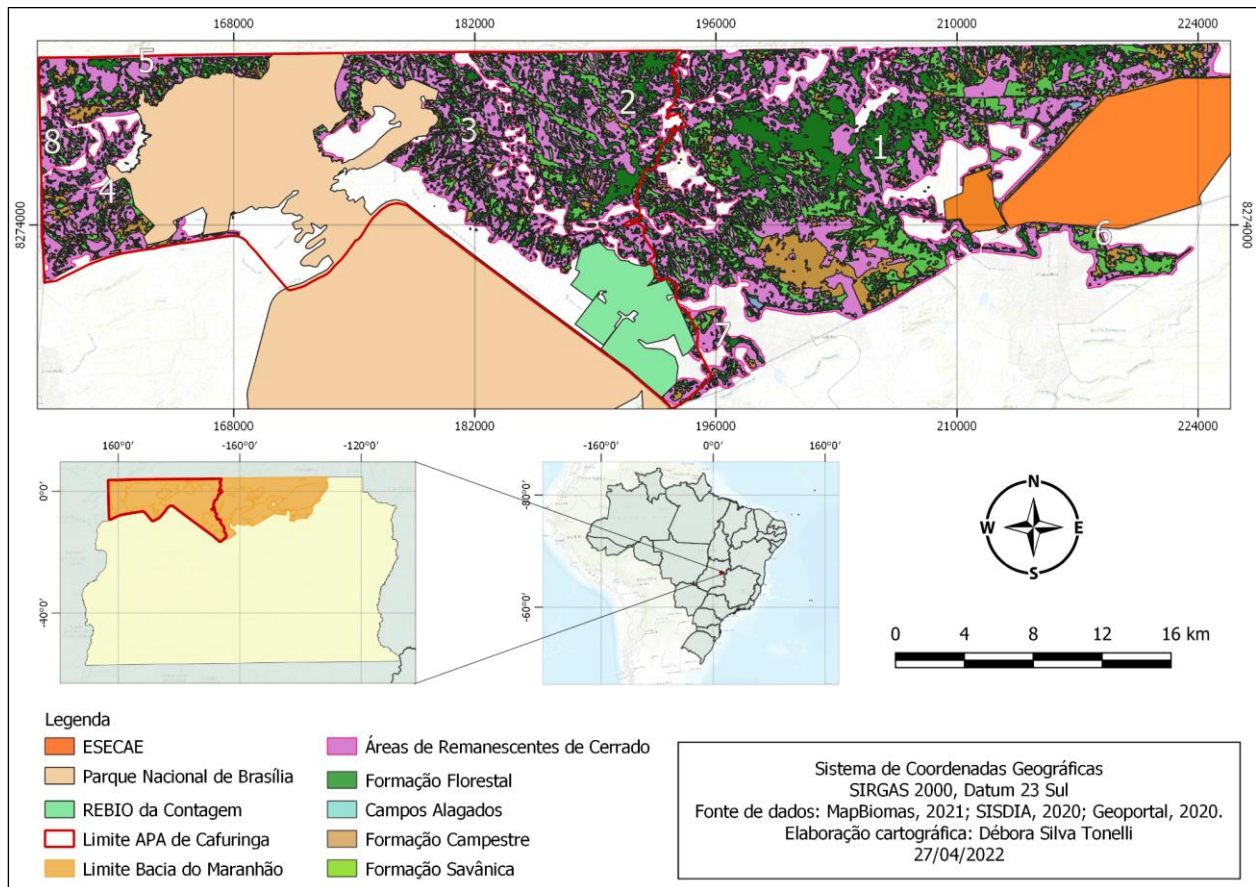 168000 182000 196000 210000 224000
8274000
8274000
5
2
3
8
1
4
6
7
168000 182000 196000 210000 224000
160°0' -160°0' -120°0'
0°0'
-40°0'
-160°0' 0°0' 160°0'
-80°0'
-60°0'
N
W E
S
0 4 8 12 16 km
Legenda
ESECAE
Parque Nacional de Brasília
REBIO da Contagem
Limite APA de Cafuringa
Limite Bacia do Maranhão
Áreas de Remanescentes de Cerrado
Formação Florestal
Campos Alagados
Formação Campestre
Formação Savânica
Sistema de Coordenadas Geográficas
SIRGAS 2000, Datum 23 Sul
Fonte de dados: MapBiomas, 2021; SISDIA, 2020; Geoportal, 2020.
Elaboração cartográfica: Débora Silva Tonelli
27/04/2022